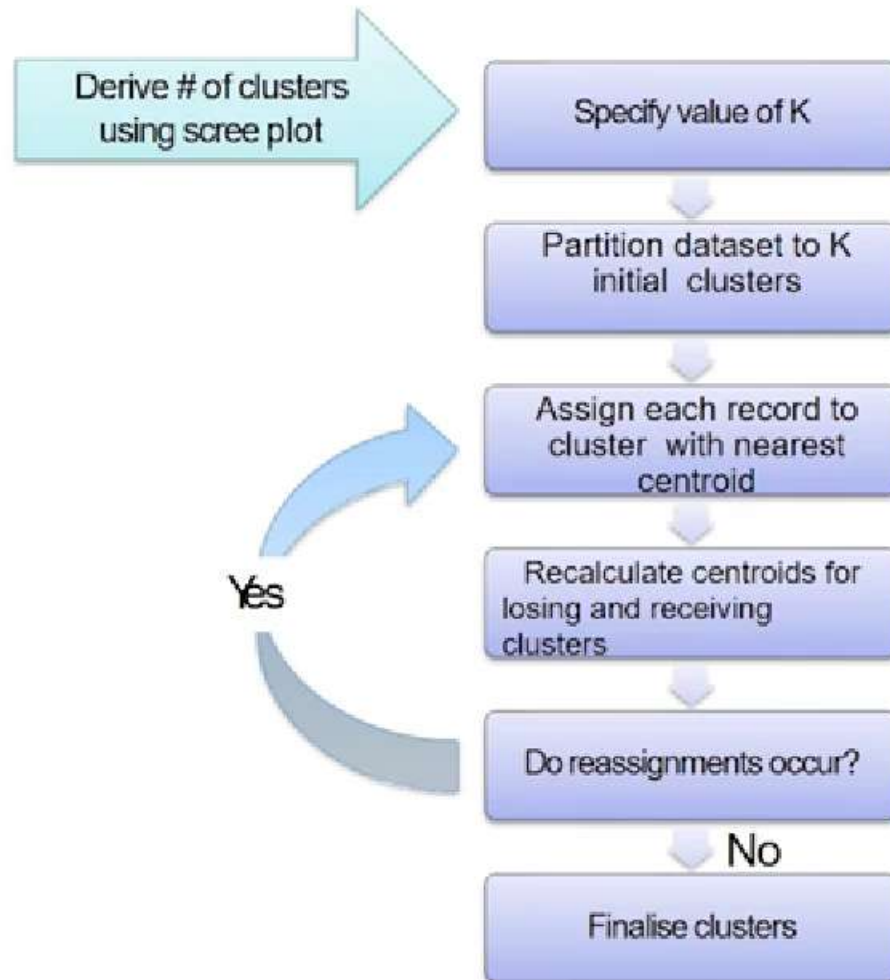 Derive # of clusters
using scree plot
Specify value of K
Partition dataset to K
initial clusters
Assign each record to
cluster with nearest
centroid
Recalculate centroids for
losing and receiving
clusters
Yes
Do reassignments occur?
No
Finalise clusters